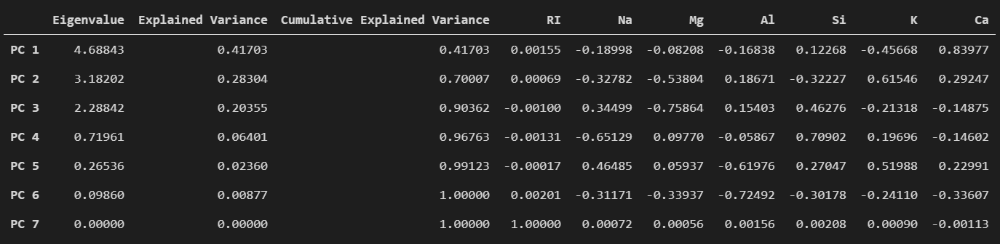 Eigenvalue Explained Variance Cumulative Explained Variance RI Na Mg Al Si K Ca
PC 1 4.68843 0.41703 0.41703 0.00155 -0.18998 -0.08208 -0.16838 0.12268 -0.45668 0.83977
PC 2 3.18202 0.28304 0.70007 0.00069 -0.32782 -0.53804 0.18671 -0.32227 0.61546 0.29247
PC 3 2.28842 0.20355 0.90362 -0.00100 0.34499 -0.75864 0.15403 0.46276 -0.21318 -0.14875
PC 4 0.71961 0.06401 0.96763 -0.00131 -0.65129 0.09770 -0.05867 0.70902 0.19696 -0.14602
PC 5 0.26536 0.02360 0.99123 -0.00017 0.46485 0.05937 -0.61976 0.27047 0.51988 0.22991
PC 6 0.09860 0.00877 1.00000 0.00201 -0.31171 -0.33937 -0.72492 -0.30178 -0.24110 -0.33607
PC 7 0.00000 0.00000 1.00000 1.00000 0.00072 0.00056 0.00156 0.00208 0.00090 -0.00113